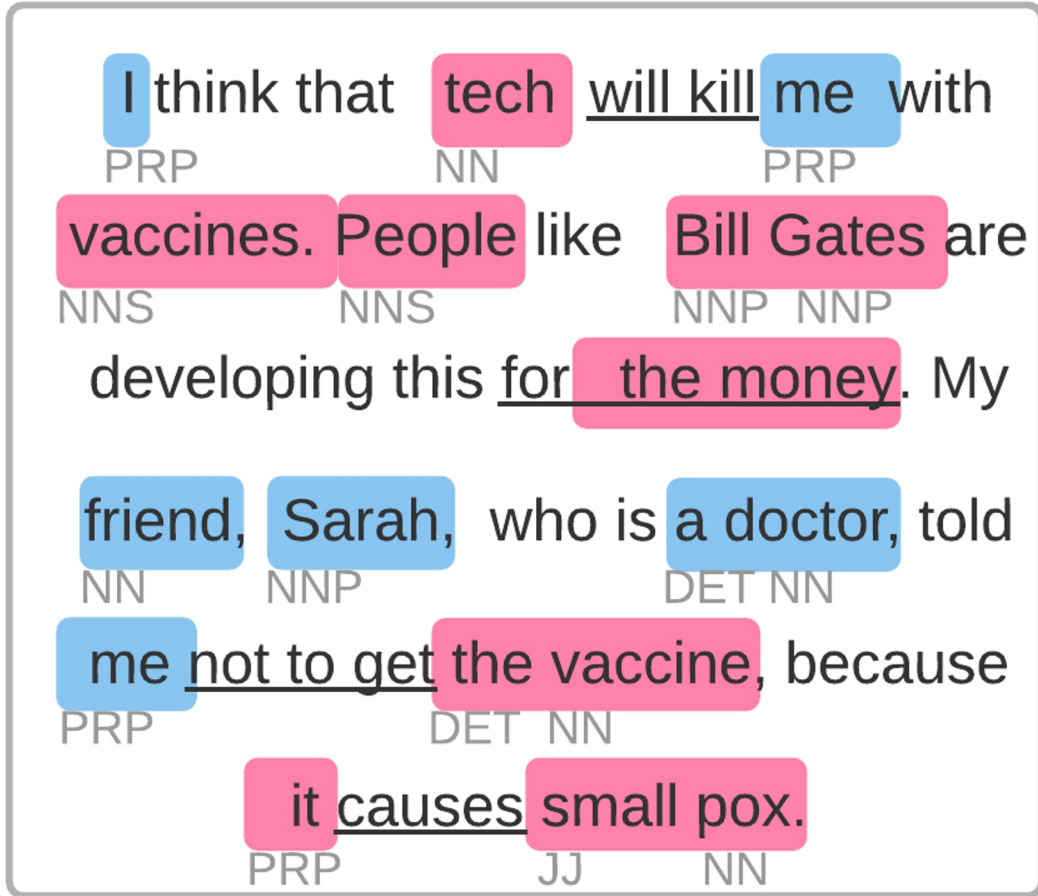 I think that tech will kill me with
PRP NN PRP
vaccines. People like Bill Gates are
NNS NNS NNP NNP
developing this for the money. My
friend, Sarah, who is a doctor, told
NN NNP DET NN
me not to get the vaccine, because
PRP DET NN
it causes small pox.
PRP JJ NN